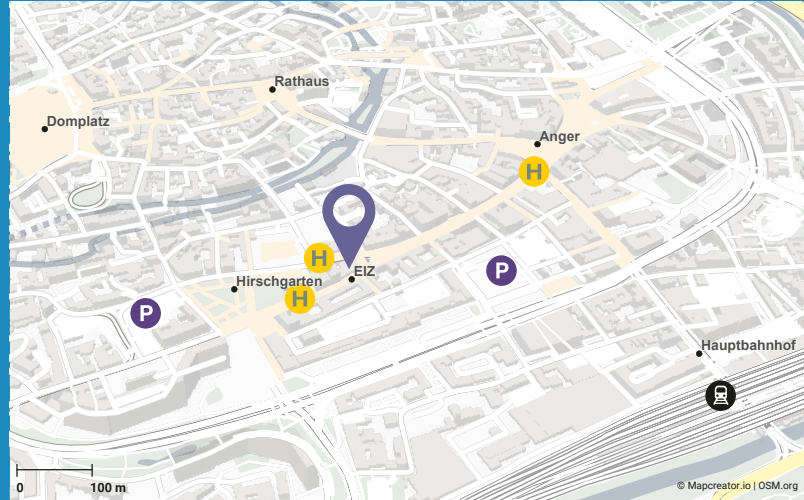 Rathaus
Domplatz
Anger
H
H
EIZ
P
Hirschgarten
H
P
Hauptbahnhof
0 100 m
© Mapcreator.io | OSM.org